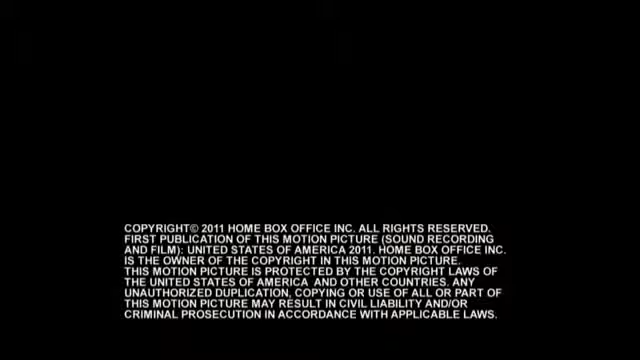 COPYRIGHT© 2011 HOME BOX OFFICE INC. ALL RIGHTS RESERVED.
FIRST PUBLICATION OF THIS MOTION PICTURE (SOUND RECORDING
AND FILM): UNITED STATES OF AMERICA 2011. HOME BOX OFFICE INC.
IS THE OWNER OF THE COPYRIGHT IN THIS MOTION PICTURE.
THIS MOTION PICTURE IS PROTECTED BY THE COPYRIGHT LAWS OF
THE UNITED STATES OF AMERICA AND OTHER COUNTRIES. ANY
UNAUTHORIZED DUPLICATION, COPYING OR USE OF ALL OR PART OF
THIS MOTION PICTURE MAY RESULT IN CIVIL LIABILITY AND/OR
CRIMINAL PROSECUTION IN ACCORDANCE WITH APPLICABLE LAWS.